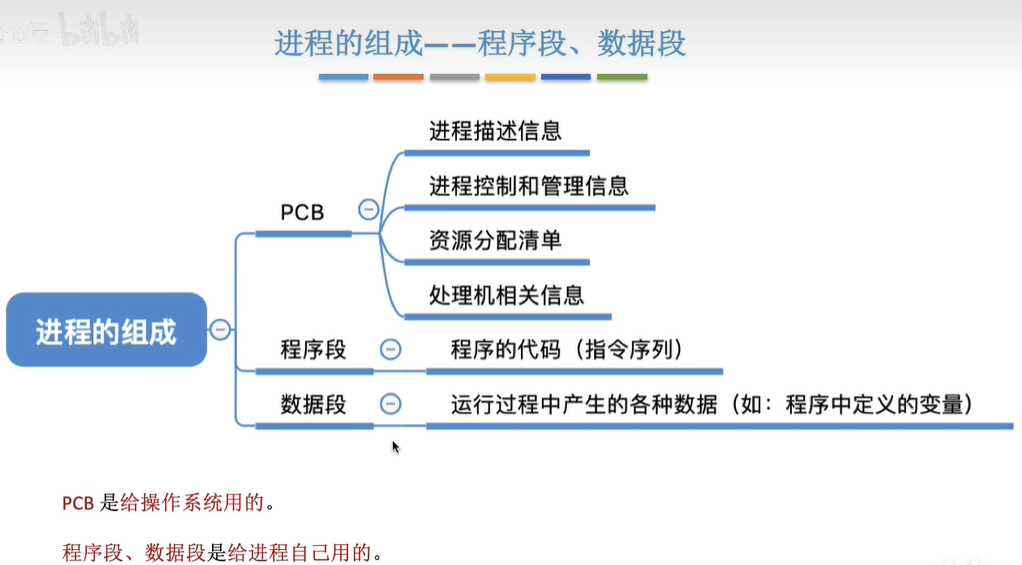 进程的组成——程序段、数据段
进程描述信息
进程控制和管理信息
PCB
资源分配清单
处理机相关信息
进程的组成
程序段
程序的代码（指令序列）
数据段
运行过程中产生的各种数据（如：程序中定义的变量）
PCB 是给操作系统用的。
程序段、数据段是给进程自己用的。
bilibili